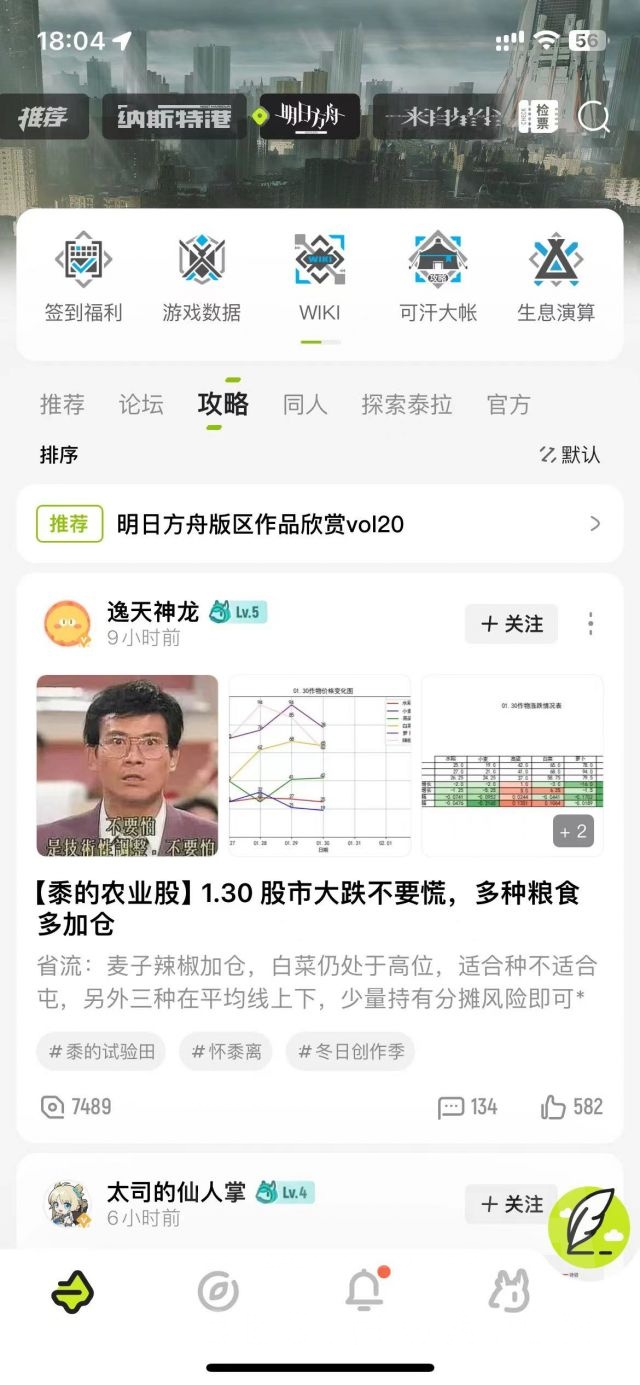 18:04
56
推荐
纳斯特港
明日方舟
来自星尘
检票
签到福利
游戏数据
WIKI
可汗大帐
生息演算
推荐
论坛
攻略
同人
探索泰拉
官方
排序
默认
推荐
明日方舟版区作品欣赏vol20
逸天神龙
Lv.5
9小时前
+ 关注
不要怕
是技術性調整，不要怕
01.30作物价格变化图
01.30作物涨跌情况表
+ 2
【黍的农业股】1.30 股市大跌不要慌，多种粮食
多加仓
省流：麦子辣椒加仓，白菜仍处于高位，适合种不适合
屯，另外三种在平均线上下，少量持有分摊风险即可*
#黍的试验田
#怀黍离
#冬日创作季
7489
134
582
太司的仙人掌
Lv.4
6小时前
+ 关注